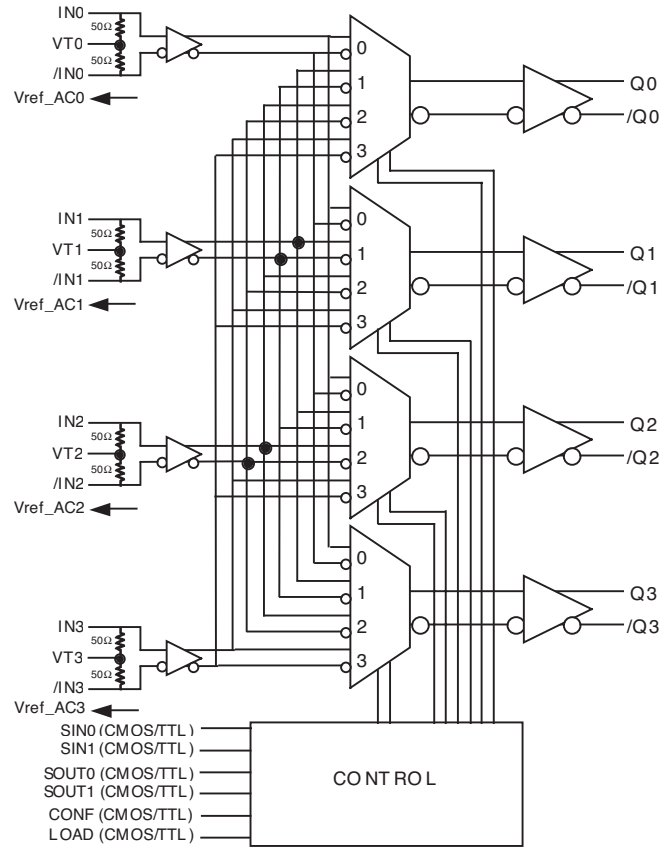 IN0
50Ω
VT0
50Ω
/IN0
Vref_AC0
0
1
2
3
Q0
/Q0
IN1
50Ω
VT1
50Ω
/IN1
Vref_AC1
0
1
2
3
Q1
/Q1
IN2
50Ω
VT2
50Ω
/IN2
Vref_AC2
0
1
2
3
Q2
/Q2
IN3
50Ω
VT3
50Ω
/IN3
Vref_AC3
0
1
2
3
Q3
/Q3
SIN0 (CMOS/TTL)
SIN1 (CMOS/TTL)
SOUT0 (CMOS/TTL)
SOUT1 (CMOS/TTL)
CONF (CMOS/TTL)
LOAD (CMOS/TTL)
CONTROL